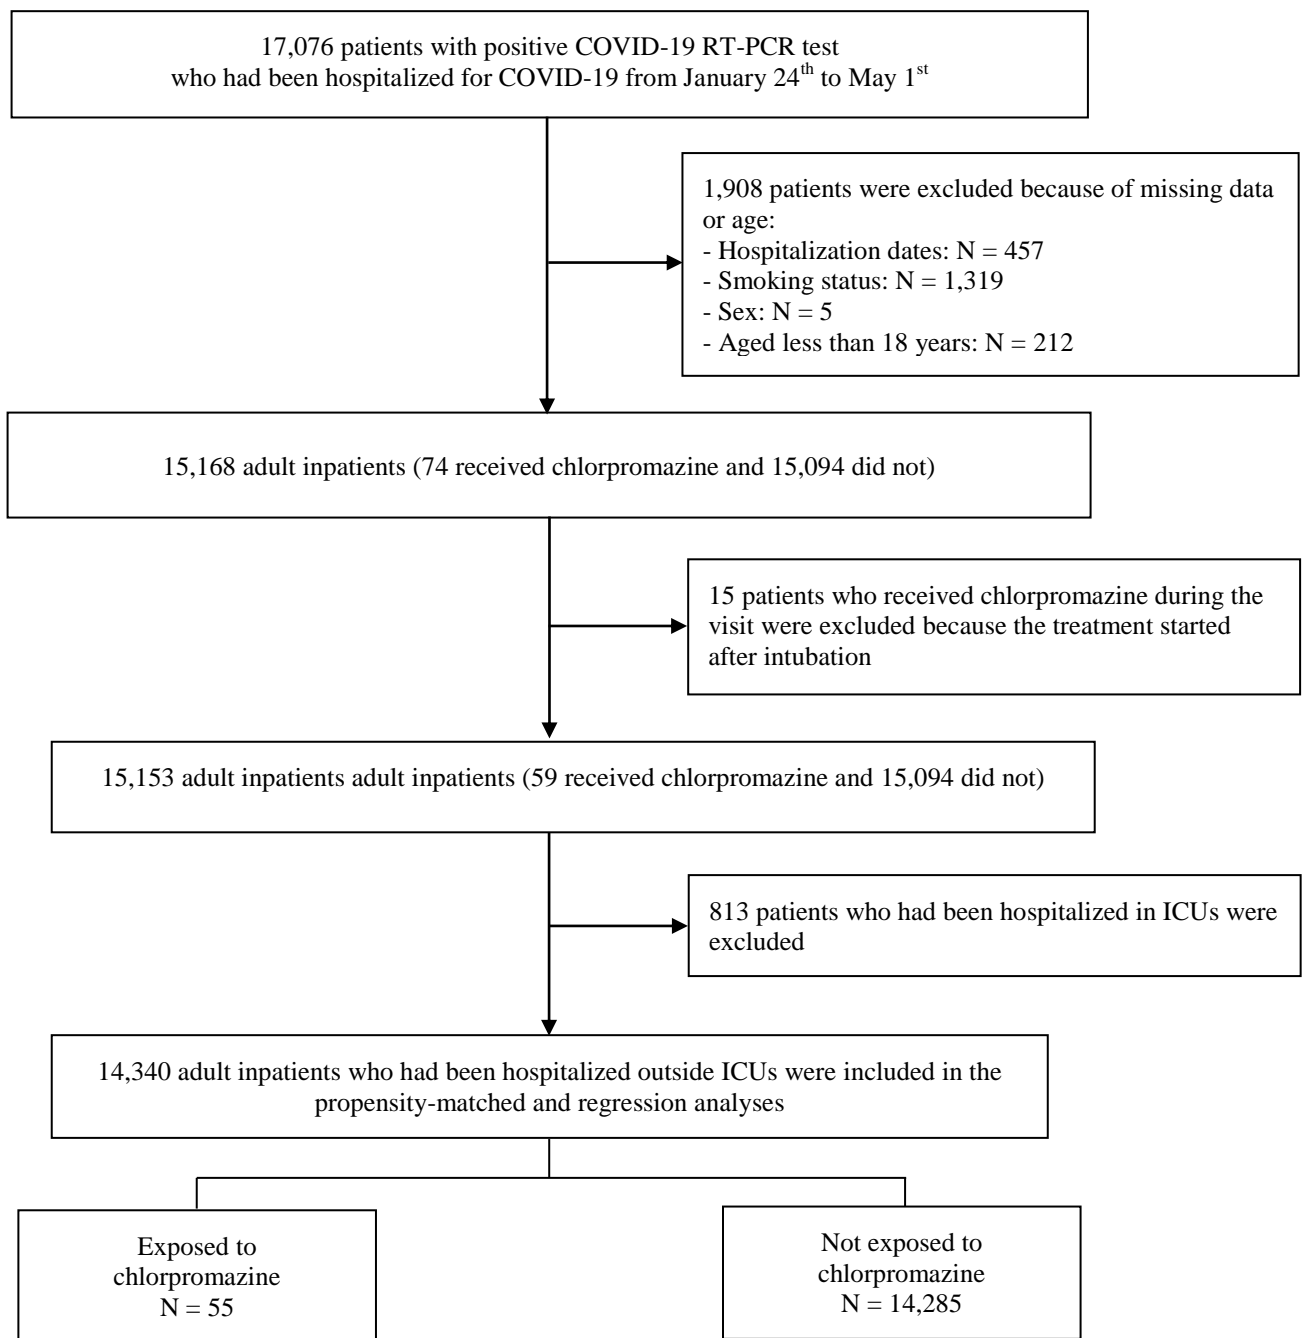 17,076 patients with positive COVID-19 RT-PCR test
who had been hospitalized for COVID-19 from January 24th to May 1st
1,908 patients were excluded because of missing data
or age:
- Hospitalization dates: N = 457
- Smoking status: N = 1,319
- Sex: N = 5
- Aged less than 18 years: N = 212
15,168 adult inpatients (74 received chlorpromazine and 15,094 did not)
15 patients who received chlorpromazine during the
visit were excluded because the treatment started
after intubation
15,153 adult inpatients adult inpatients (59 received chlorpromazine and 15,094 did not)
813 patients who had been hospitalized in ICUs were
excluded
14,340 adult inpatients who had been hospitalized outside ICUs were included in the
propensity-matched and regression analyses
Exposed to
chlorpromazine
N = 55
Not exposed to
chlorpromazine
N = 14,285